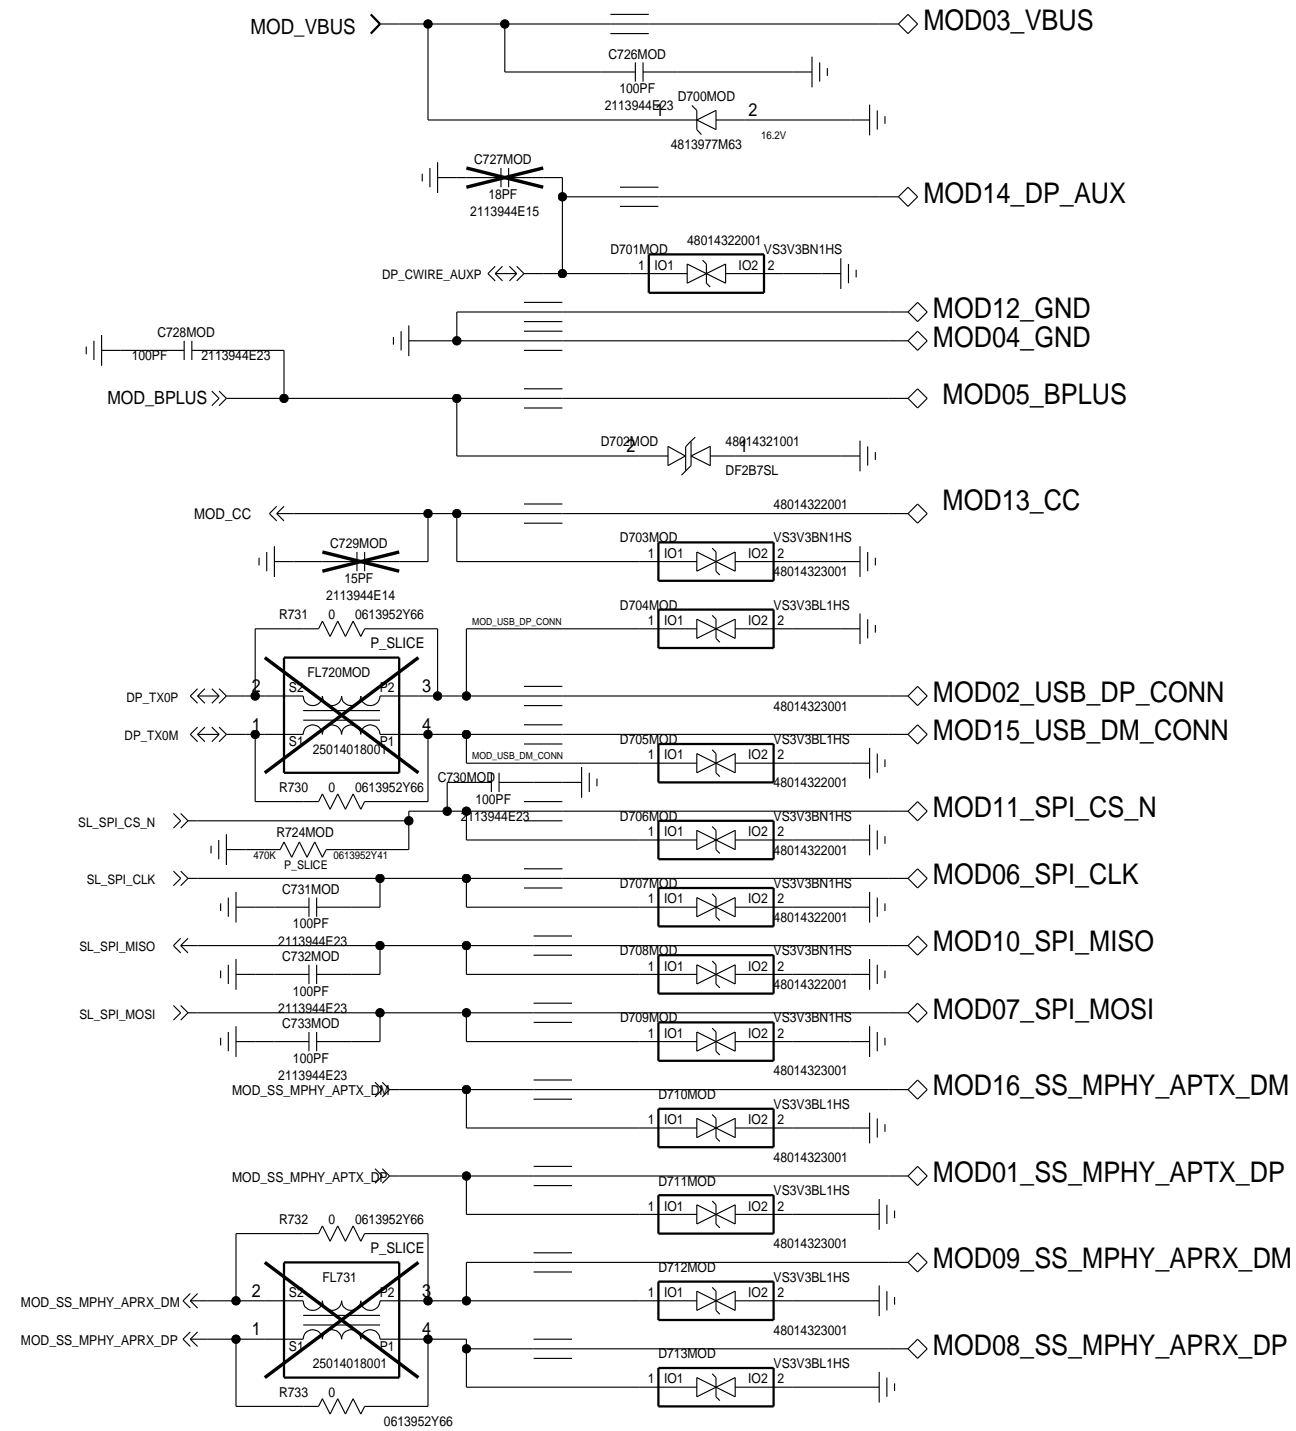 MOD_VBUS MOD03_VBUS
C726MOD
100PF
2113944E23
D700MOD
1 2
16.2V
4813977M63
C727MOD
18PF
2113944E15
MOD14_DP_AUX
48014322001
D701MOD VS3V3BN1HS
DP_CWIRE_AUXP 1 IO1 IO2 2
MOD12_GND
C728MOD
MOD04_GND
100PF 2113944E23
MOD_BPLUS MOD05_BPLUS
D702MOD 48014321001
2 1
DF2B7SL
MOD13_CC
48014322001
MOD_CC
C729MOD
15PF
2113944E14
D703MOD VS3V3BN1HS
1 IO1 IO2 2
48014323001
R731 0 0613952Y66
D704MOD VS3V3BL1HS
MOD_USB_DP_CONN 1 IO1 IO2 2
P_SLICE
FL720MOD
DP_TX0P 2 S2 P2 3 MOD02_USB_DP_CONN
48014323001
DP_TX0M 1 S1 P1 4 MOD15_USB_DM_CONN
25014018001
D705MOD VS3V3BL1HS
MOD_USB_DM_CONN 1 IO1 IO2 2
48014322001
R730 0 0613952Y66
C730MOD
100PF
2113944E23
MOD11_SPI_CS_N
SL_SPI_CS_N
D706MOD VS3V3BN1HS
1 IO1 IO2 2
48014322001
R724MOD
470K 0613952Y41
P_SLICE
SL_SPI_CLK MOD06_SPI_CLK
C731MOD
100PF
2113944E23
D707MOD VS3V3BN1HS
1 IO1 IO2 2
48014322001
SL_SPI_MISO MOD10_SPI_MISO
C732MOD
100PF
2113944E23
D708MOD VS3V3BN1HS
1 IO1 IO2 2
48014322001
SL_SPI_MOSI MOD07_SPI_MOSI
C733MOD
100PF
2113944E23
D709MOD VS3V3BN1HS
1 IO1 IO2 2
48014323001
MOD_SS_MPHY_APTX_DM MOD16_SS_MPHY_APTX_DM
D710MOD VS3V3BL1HS
1 IO1 IO2 2
48014323001
MOD_SS_MPHY_APTX_DP MOD01_SS_MPHY_APTX_DP
D711MOD VS3V3BL1HS
1 IO1 IO2 2
48014323001
R732 0 0613952Y66
P_SLICE
MOD09_SS_MPHY_APRX_DM
FL731
D712MOD VS3V3BL1HS
MOD_SS_MPHY_APRX_DM 2 S2 P2 3 1 IO1 IO2 2
48014323001
MOD_SS_MPHY_APRX_DP 1 S1 P1 4 MOD08_SS_MPHY_APRX_DP
25014018001
D713MOD VS3V3BL1HS
1 IO1 IO2 2
R733 0
0613952Y66